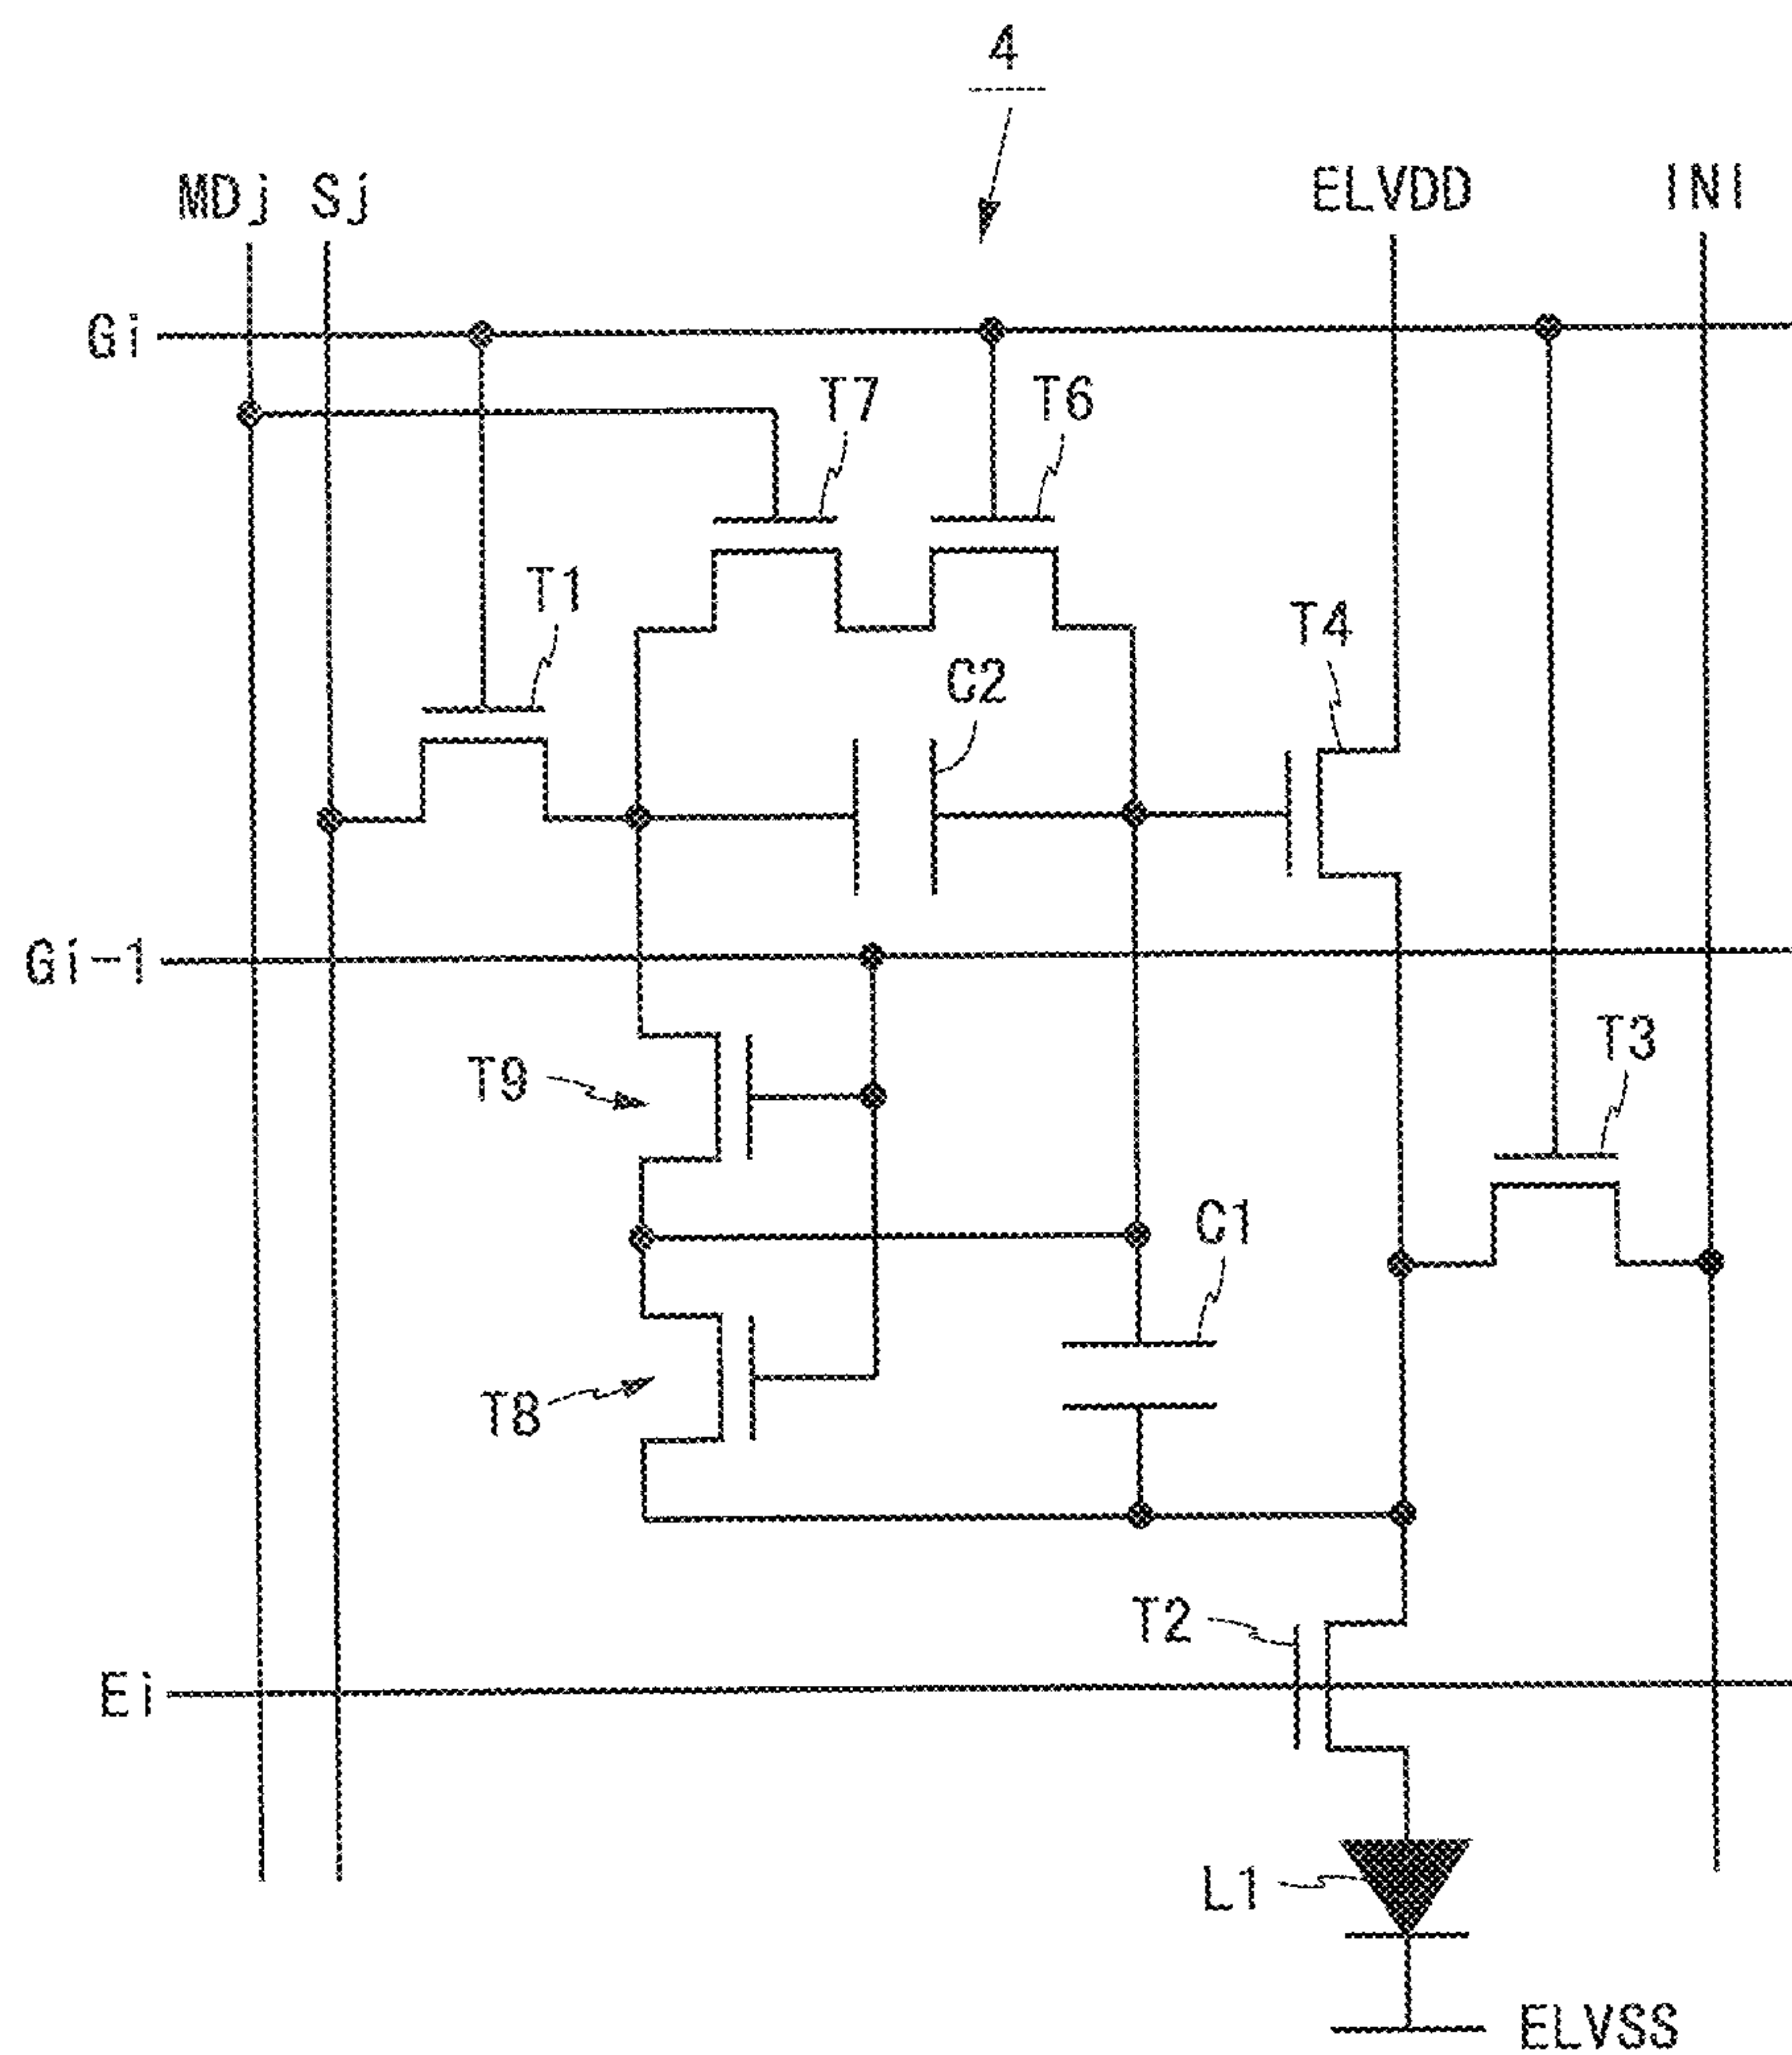 4
MDj Sj ELVDD INI
Gi
T7 T6
T1
T4
C2
Gi-1
T3
T9
C1
T8
T2
Ei
L1
ELVSS